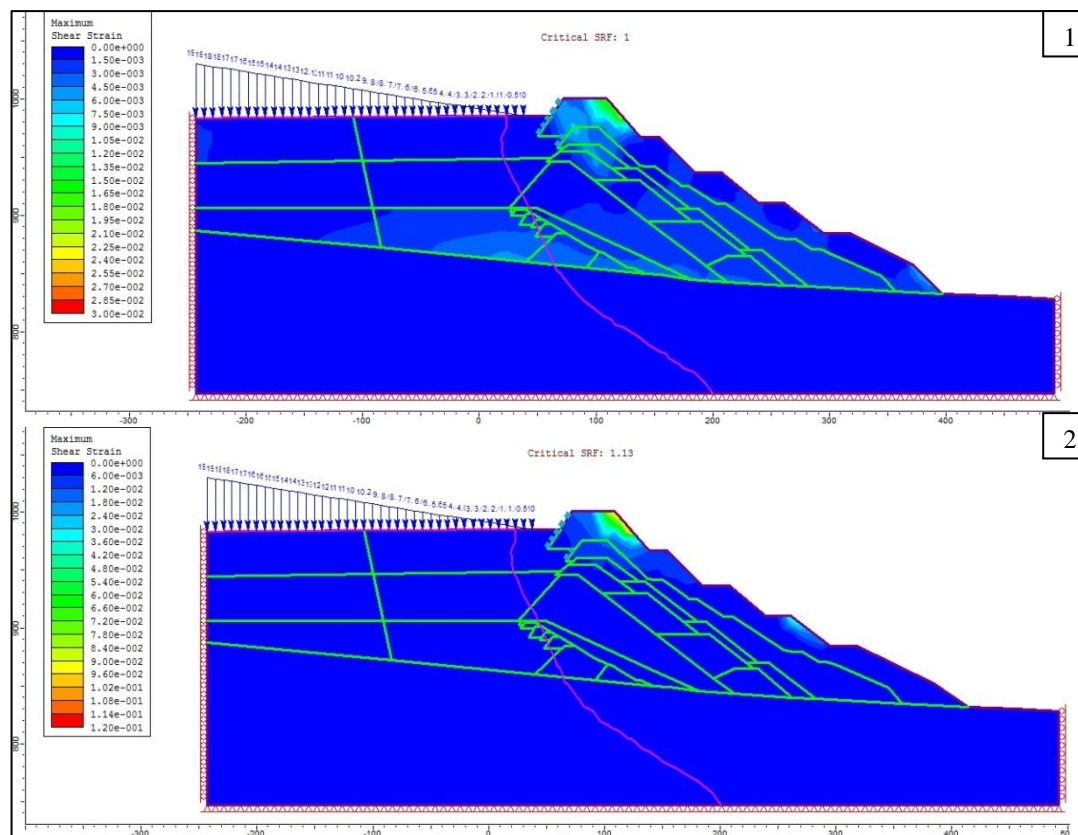 1
Maximum
Shear Strain
0.00e+000
1.50e-003
3.00e-003
4.50e-003
6.00e-003
7.50e-003
9.00e-003
1.05e-002
1.20e-002
1.35e-002
1.50e-002
1.65e-002
1.80e-002
1.95e-002
2.10e-002
2.25e-002
2.40e-002
2.55e-002
2.70e-002
2.85e-002
3.00e-002
Critical SRF: 1
1000
900
800
-300
-200
-100
0
100
200
300
400
2
Maximum
Shear Strain
0.00e+000
6.00e-003
1.20e-002
1.80e-002
2.40e-002
3.00e-002
3.60e-002
4.20e-002
4.80e-002
5.40e-002
6.00e-002
6.60e-002
7.20e-002
7.80e-002
8.40e-002
9.00e-002
9.60e-002
1.02e-001
1.08e-001
1.14e-001
1.20e-001
Critical SRF: 1.13
1000
900
800
-300
-200
-100
0
100
200
300
400